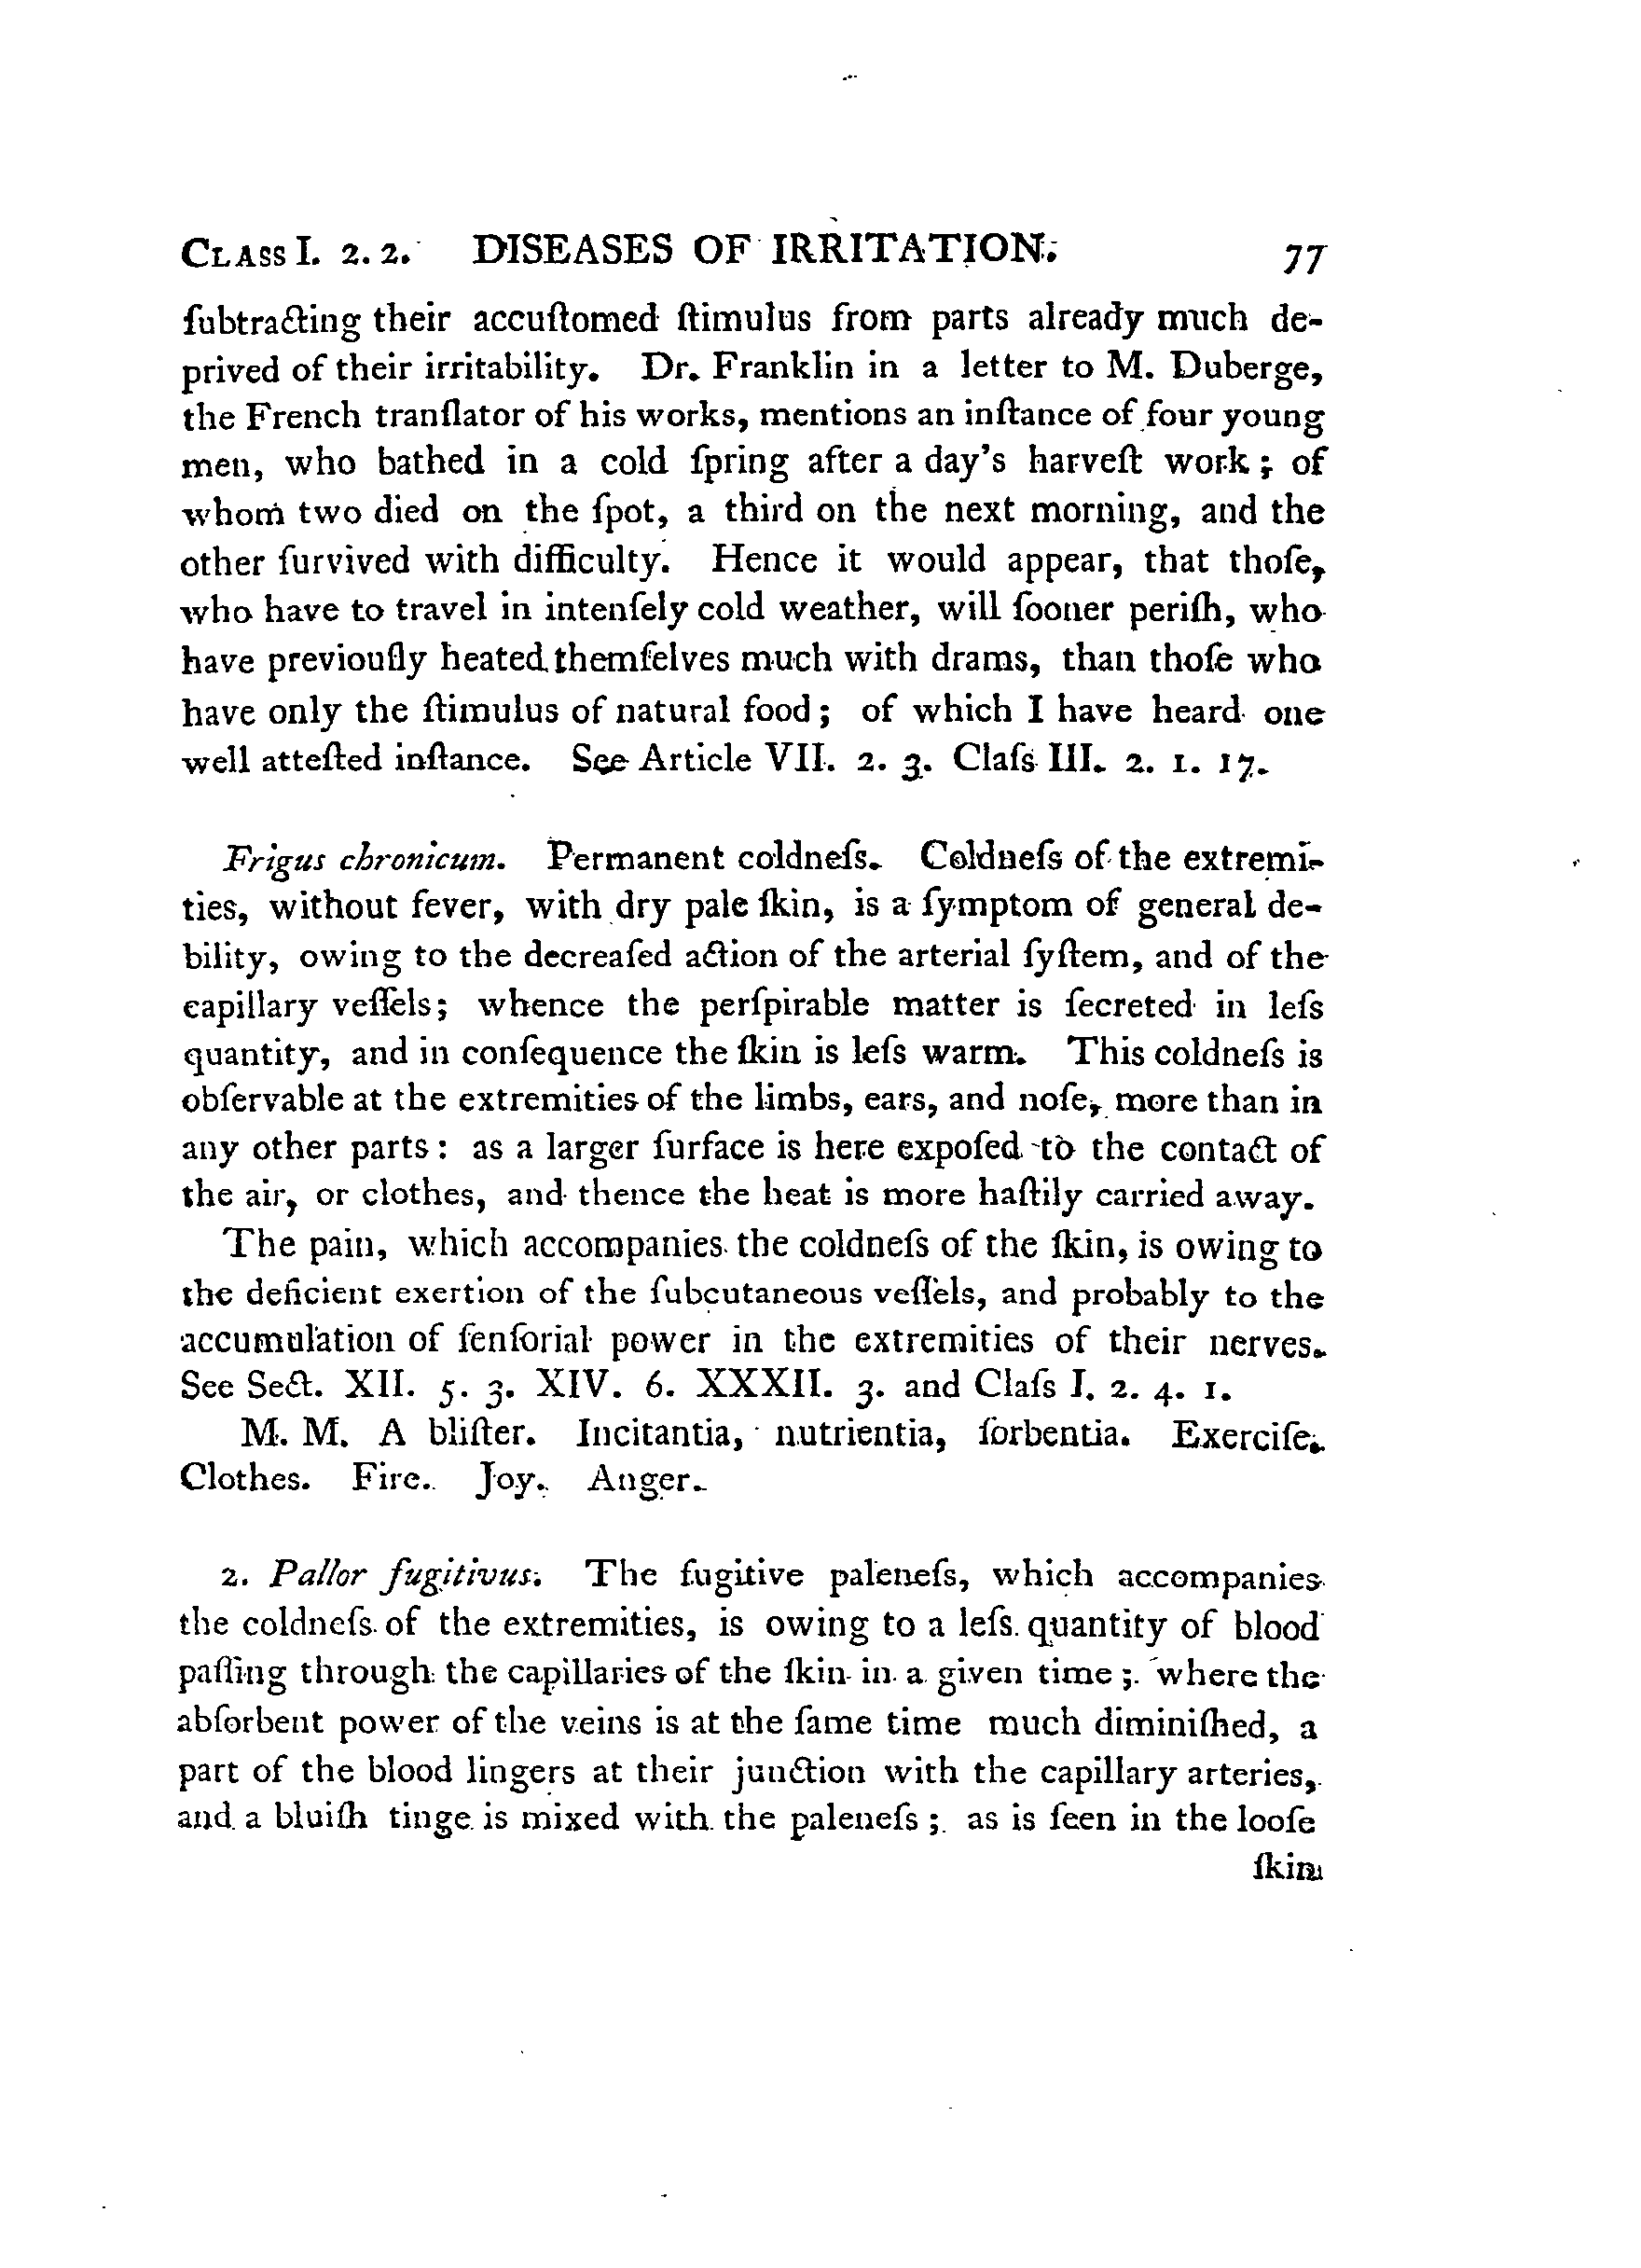 CLASS I. 2. 2. DISEASES OF IRRITATION. 77
ſubtracting their accuſtomed ſtimulus from parts already much de-
prived of their irritability. Dr. Franklin in a letter to M. Duberge,
the French tranſlator of his works, mentions an inſtance of four young
men, who bathed in a cold ſpring after a day's harveſt work; of
whom two died on the ſpot, a third on the next morning, and the
other ſurvived with difficulty. Hence it would appear, that thoſe,
who have to travel in intenſely cold weather, will ſooner periſh, who
have previouſly heated themſelves much with drams, than thoſe who
have only the ſtimulus of natural food; of which I have heard one
well atteſted inſtance. See Article VII. 2. 3. Claſs III. 2. 1. 17.
Frigus chronicum. Permanent coldneſs. Coldneſs of the extremi-
ties, without fever, with dry pale ſkin, is a ſymptom of general de-
bility, owing to the decreaſed action of the arterial ſyſtem, and of the
capillary veſſels; whence the perſpirable matter is ſecreted in leſs
quantity, and in conſequence the ſkin is leſs warm. This coldneſs is
obſervable at the extremities of the limbs, ears, and noſe, more than in
any other parts: as a larger ſurface is here expoſed to the contact of
the air, or clothes, and thence the heat is more haſtily carried away.
The pain, which accompanies the coldneſs of the ſkin, is owing to
the deficient exertion of the ſubcutaneous veſſels, and probably to the
accumulation of ſenſorial power in the extremities of their nerves.
See Sect. XII. 5. 3. XIV. 6. XXXII. 3. and Claſs I. 2. 4. 1.
M. M. A bliſter. Incitantia, nutrientia, ſorbentia. Exerciſe.
Clothes. Fire. Joy. Anger.
2. Pallor fugitivus. The fugitive paleneſs, which accompanies
the coldneſs of the extremities, is owing to a leſs quantity of blood
paſſing through the capillaries of the ſkin in a given time; where the
abſorbent power of the veins is at the ſame time much diminiſhed, a
part of the blood lingers at their junction with the capillary arteries,
and a bluiſh tinge is mixed with the paleneſs; as is ſeen in the looſe
ſkin